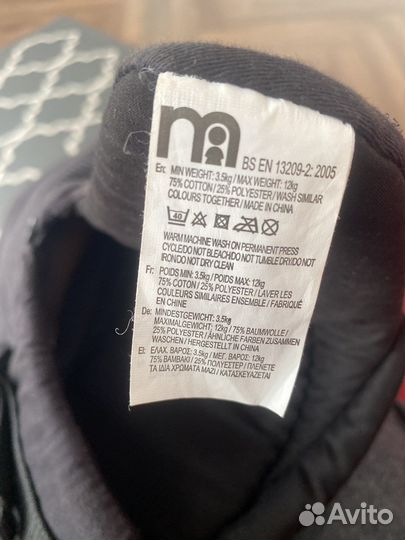 m
BS EN 13209-2: 2005
En: MIN WEIGHT: 3.5kg / MAX WEIGHT: 12kg
75% COTTON / 25% POLYESTER / WASH SIMILAR
COLOURS TOGETHER / MADE IN CHINA
40
WARM MACHINE WASH ON PERMANENT PRESS
CYCLE/DO NOT BLEACH/DO NOT TUMBLE DRY/DO NOT
IRON/DO NOT DRY CLEAN
Fr: POIDS MIN: 3.5kg / POIDS MAX: 12kg
75% COTON / 25% POLYESTER / LAVER LES
COULEURS SIMILAIRES ENSEMBLE / FABRIQUÉ
EN CHINE
De: MINDESTGEWICHT: 3.5kg
MAXIMALGEWICHT: 12kg / 75% BAUMWOLLE /
25% POLYESTER / ÄHNLICHE FARBEN ZUSAMMEN
WASCHEN / HERGESTELLT IN CHINA
El: ΕΛΑΧ. ΒΑΡΟΣ: 3.5kg / ΜΕΓ. ΒΑΡΟΣ: 12kg
75% ΒΑΜΒΑΚΙ / 25% ΠΟΛΥΕΣΤΕΡ / ΠΛΕΝΕΤΕ
ΤΑ ΙΔΙΑ ΧΡΩΜΑΤΑ ΜΑΖΙ / ΚΑΤΑΣΚΕΥΑΖΕΤΑΙ
Avito